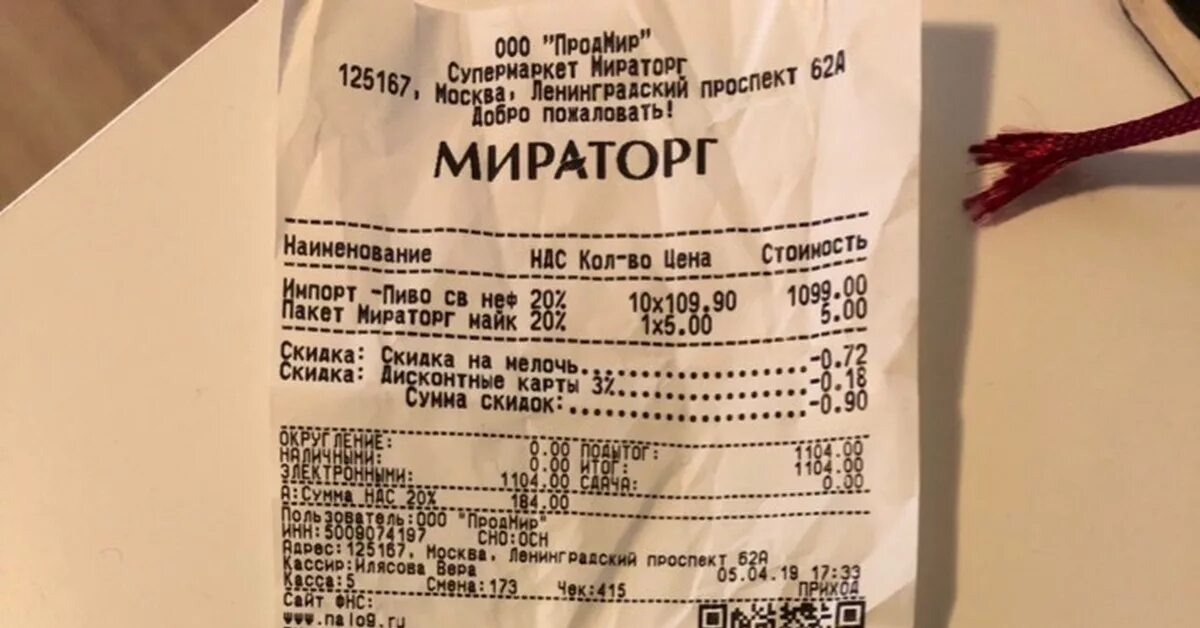 ООО "ПродМир"
Супермаркет Мираторг
125167, Москва, Ленинградский проспект 62А
Добро пожаловать!
МИРАТОРГ
Наименование НДС Кол-во Цена Стоимость
Импорт -Пиво св неф 20% 10x109.90 1099.00
Пакет Мираторг майк 20% 1x5.00 5.00
Скидка: Скидка на мелочь -0.72
Скидка: Дисконтные карты 3% -0.18
Сумма скидок: -0.90
ОКРУГЛЕНИЕ: 0.00 ПОДЫТОГ: 1104.00
НАЛИЧНЫМИ: 0.00 ИТОГ: 1104.00
ЭЛЕКТРОННЫМИ: 1104.00 СДАЧА: 0.00
А:Сумма НДС 20% 184.00
Пользователь:ООО "ПродМир"
ИНН:5009074197 СНО:ОСН
Адрес:125167, Москва, Ленинградский проспект 62А
Кассир:Илясова Вера 05.04.19 17:33
Касса:5 Смена:173 Чек:415 ПРИХОД
Сайт ФНС:
www.nalog.ru